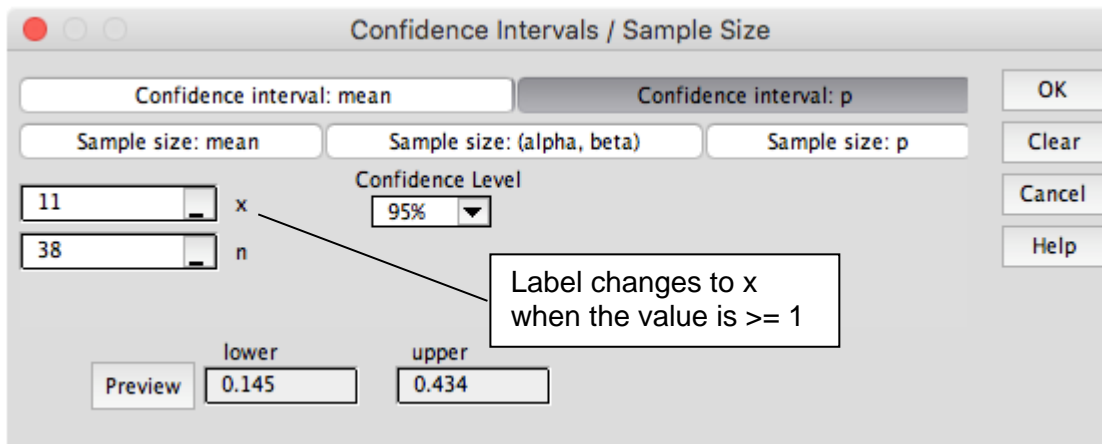 Confidence Intervals / Sample Size
Confidence interval: mean
Confidence interval: p
OK
Sample size: mean
Sample size: (alpha, beta)
Sample size: p
Clear
Confidence Level
Cancel
11
x
95%
38
n
Help
Label changes to x
when the value is >= 1
lower
upper
Preview
0.145
0.434